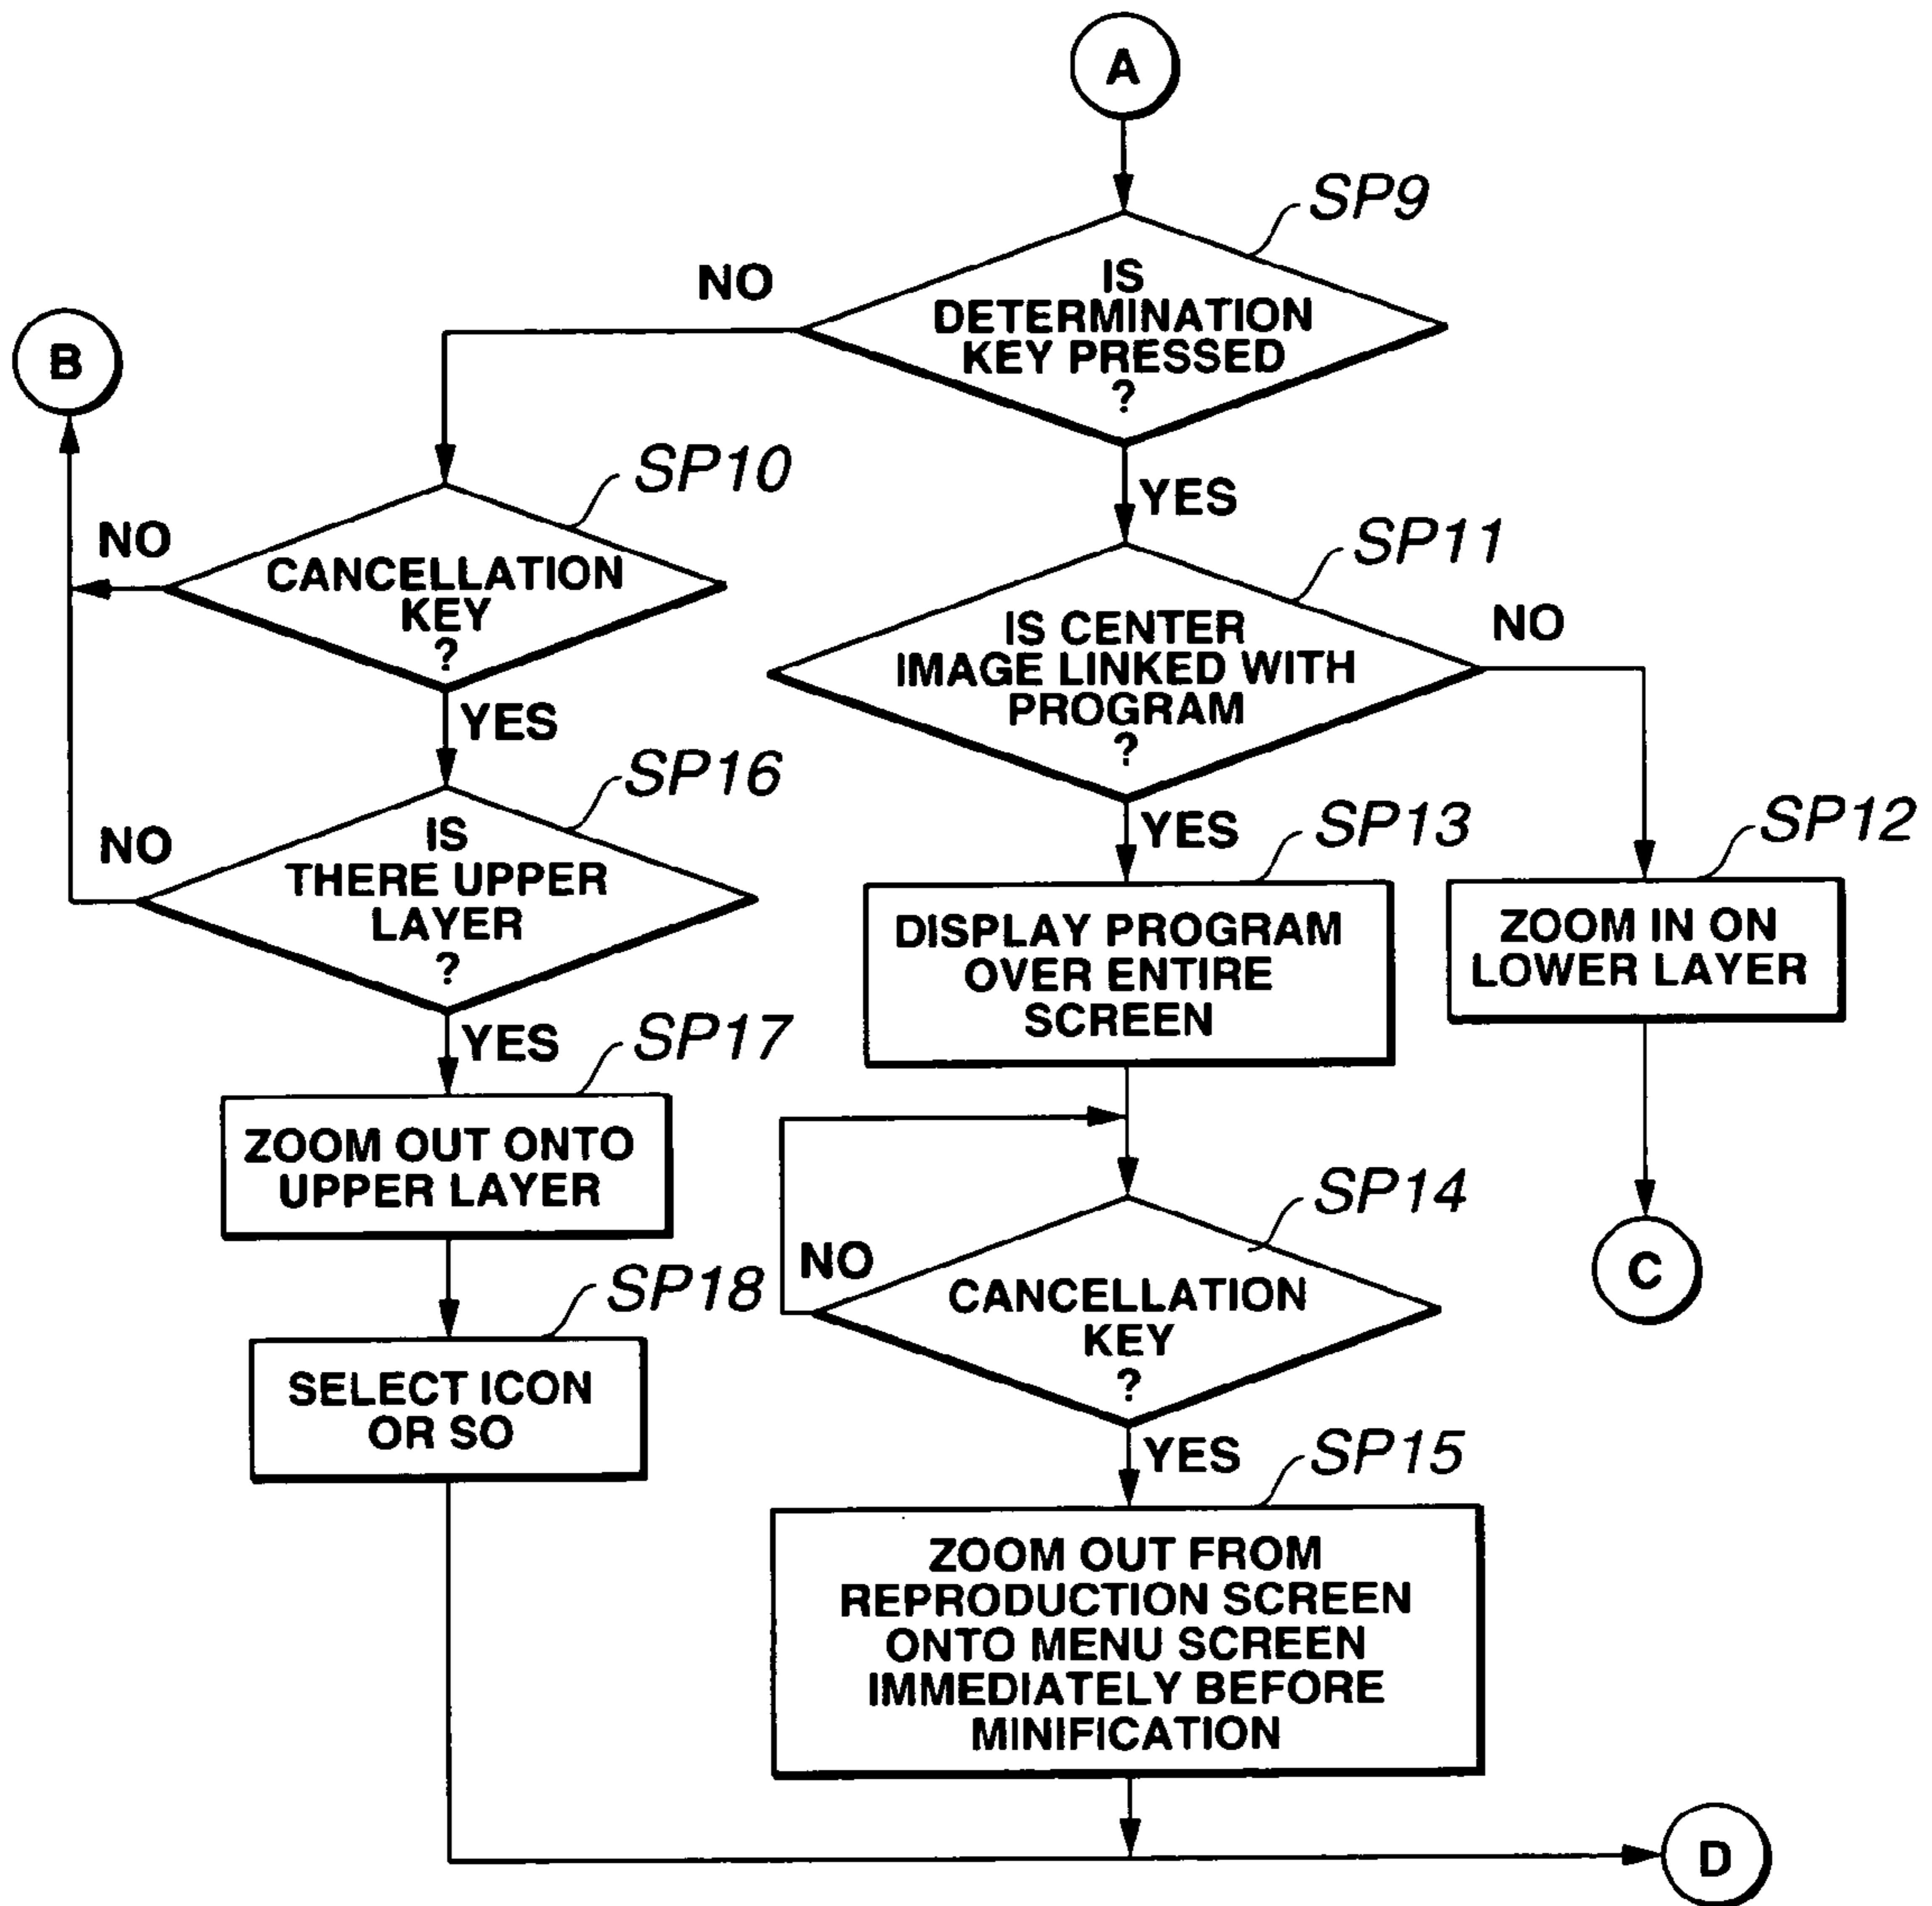 A
SP9
NO
IS
DETERMINATION
KEY PRESSED
?
B
SP10
YES
NO
CANCELLATION
KEY
?
SP11
IS CENTER
IMAGE LINKED WITH
PROGRAM
?
NO
YES
SP16
NO
IS
THERE UPPER
LAYER
?
YES
SP13
SP12
DISPLAY PROGRAM
OVER ENTIRE
SCREEN
ZOOM IN ON
LOWER LAYER
YES
SP17
ZOOM OUT ONTO
UPPER LAYER
SP14
NO
CANCELLATION
KEY
?
C
SP18
SELECT ICON
OR SO
YES
SP15
ZOOM OUT FROM
REPRODUCTION SCREEN
ONTO MENU SCREEN
IMMEDIATELY BEFORE
MINIFICATION
D